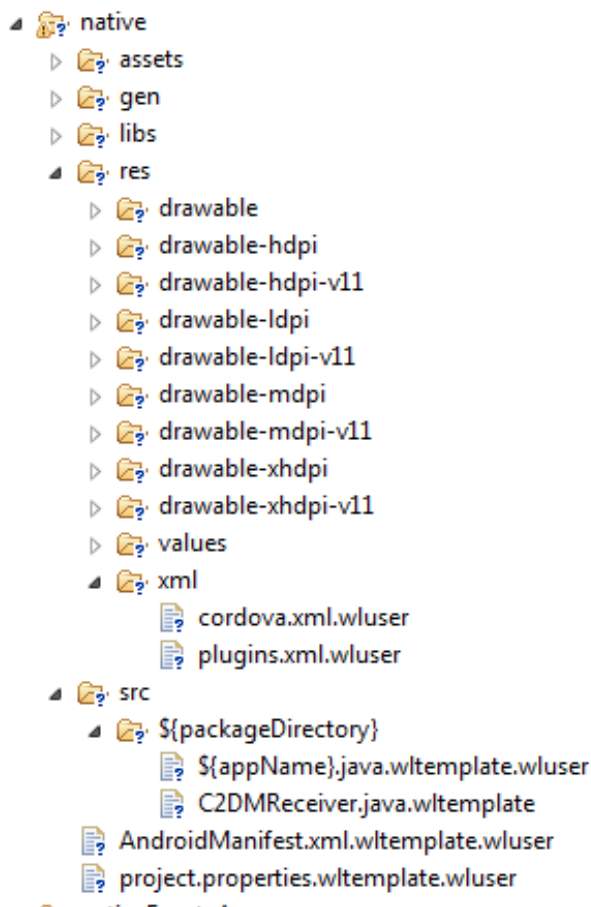 native
assets
gen
libs
res
drawable
drawable-hdpi
drawable-hdpi-v11
drawable-ldpi
drawable-ldpi-v11
drawable-mdpi
drawable-mdpi-v11
drawable-xhdpi
drawable-xhdpi-v11
values
xml
cordova.xml.wluser
plugins.xml.wluser
src
${packageDirectory}
${appName}.java.wltemplate.wluser
C2DMReceiver.java.wltemplate
AndroidManifest.xml.wltemplate.wluser
project.properties.wltemplate.wluser